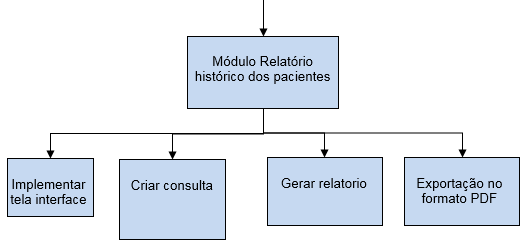 Módulo Relatório
histórico dos pacientes
Implementar
tela interface
Criar consulta
Gerar relatorio
Exportação no
formato PDF